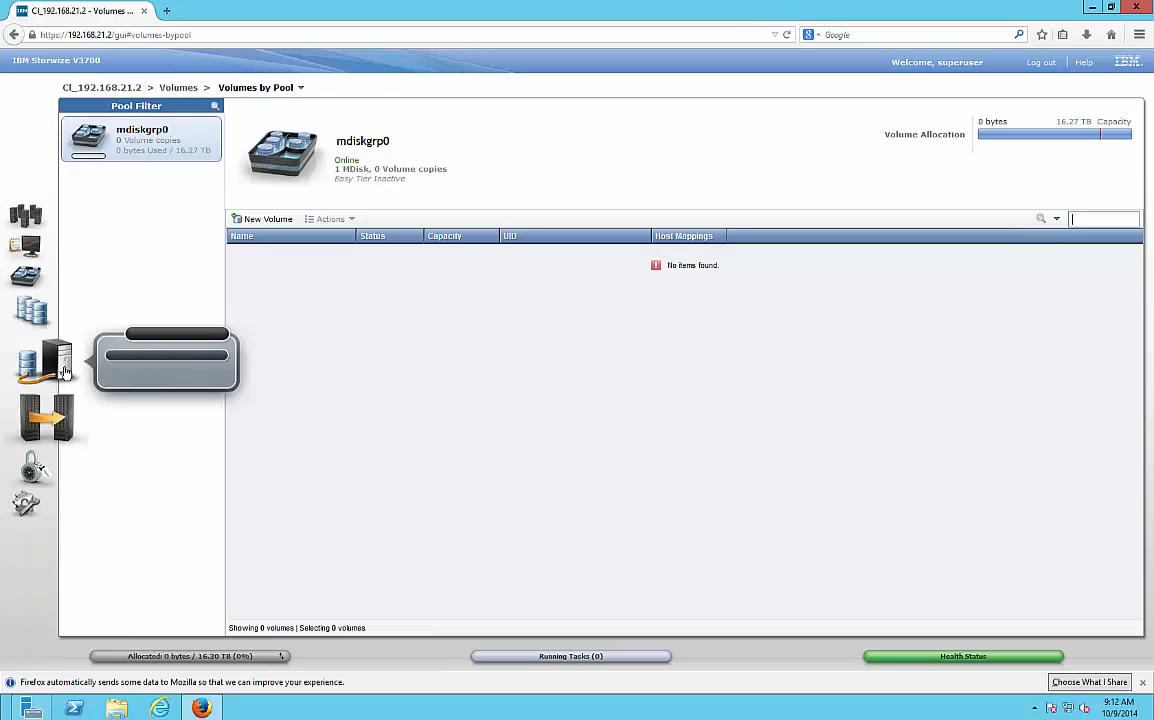 CI_192.168.21.2 - Volumes ...
https://192.168.21.2/gui#volumes-bypool
Google
IBM Storwize V3700
Welcome, superuser
Log out
Help
IBM
CI_192.168.21.2 > Volumes > Volumes by Pool
Pool Filter
mdiskgrp0
0 Volume copies
0 bytes Used / 16.27 TB
mdiskgrp0
Online
1 MDisk, 0 Volume copies
Easy Tier Inactive
Volume Allocation
0 bytes
16.27 TB
Capacity
New Volume
Actions
Name
Status
Capacity
UID
Host Mappings
No items found.
Showing 0 volumes | Selecting 0 volumes
Allocated: 0 bytes / 16.30 TB (0%)
Running Tasks (0)
Health Status
Firefox automatically sends some data to Mozilla so that we can improve your experience.
Choose What I Share
9:12 AM
10/9/2014